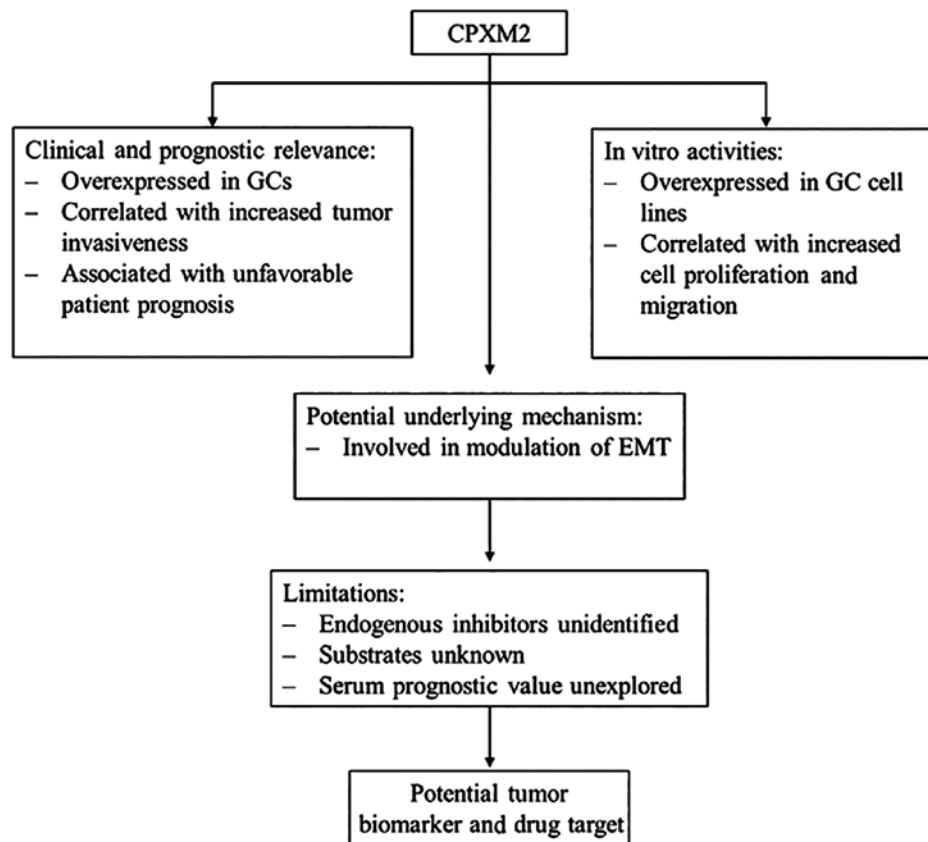 CPXM2
Clinical and prognostic relevance:
– Overexpressed in GCs
– Correlated with increased tumor
invasiveness
– Associated with unfavorable
patient prognosis
In vitro activities:
– Overexpressed in GC cell
lines
– Correlated with increased
cell proliferation and
migration
Potential underlying mechanism:
– Involved in modulation of EMT
Limitations:
– Endogenous inhibitors unidentified
– Substrates unknown
– Serum prognostic value unexplored
Potential tumor
biomarker and drug target